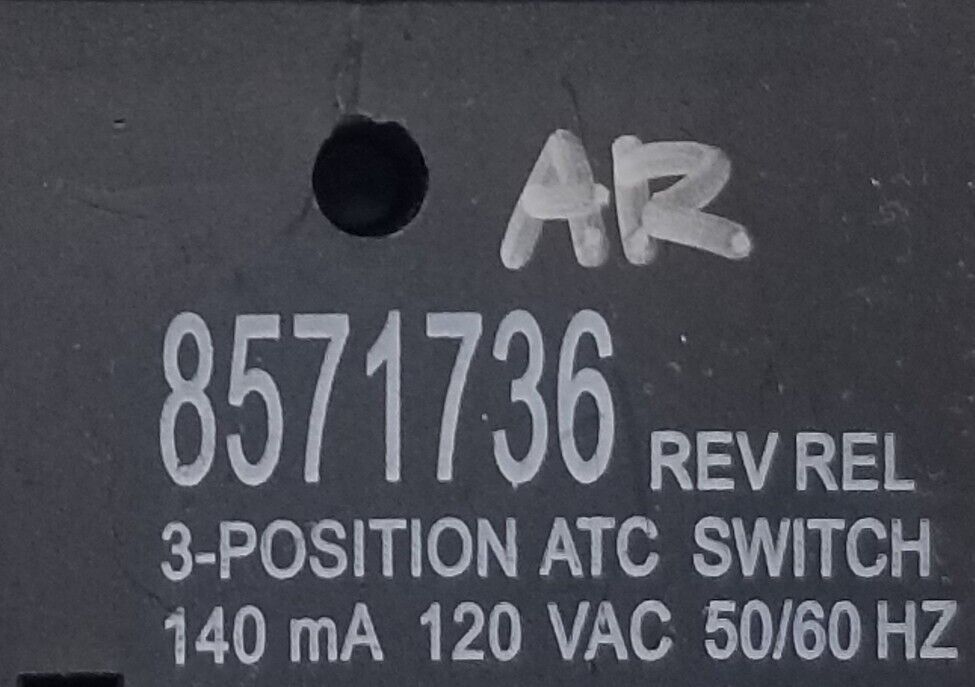 AR
8571736 REV REL
3-POSITION ATC SWITCH
140 mA 120 VAC 50/60 HZ